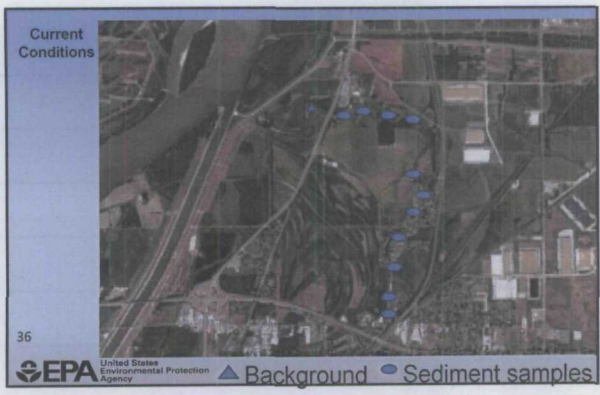 Current
Conditions
36
EPA
United States
Environmental Protection
Agency
Background
Sediment samples